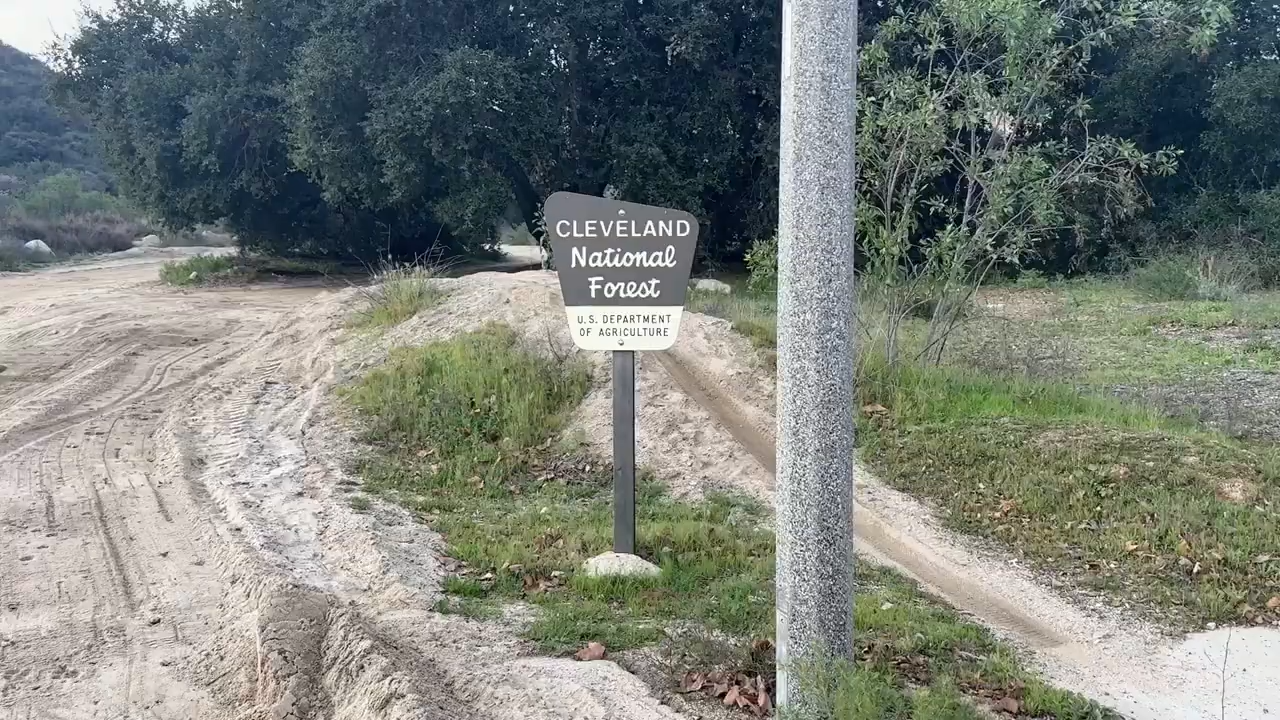 CLEVELAND
National
Forest
U.S. DEPARTMENT
OF AGRICULTURE